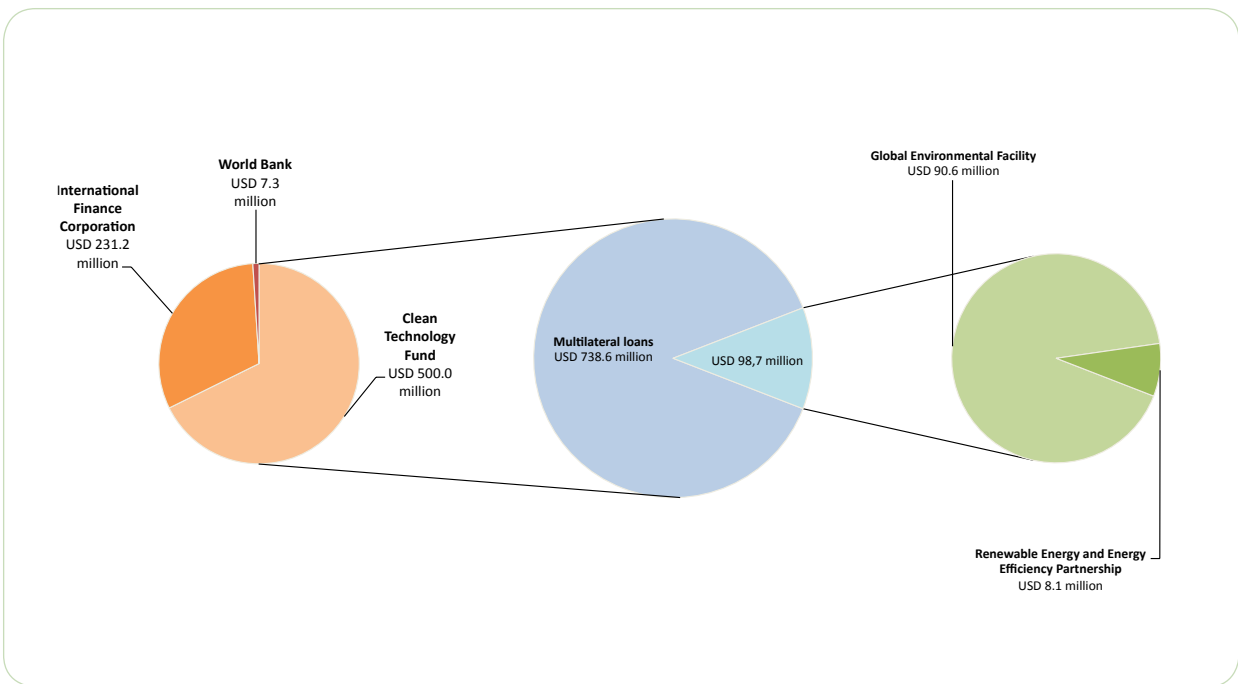 World Bank
USD 7.3
million
International
Finance
Corporation
USD 231.2
million
Clean
Technology
Fund
USD 500.0
million
Multilateral loans
USD 738.6 million
USD 98,7 million
Global Environmental Facility
USD 90.6 million
Renewable Energy and Energy
Efficiency Partnership
USD 8.1 million